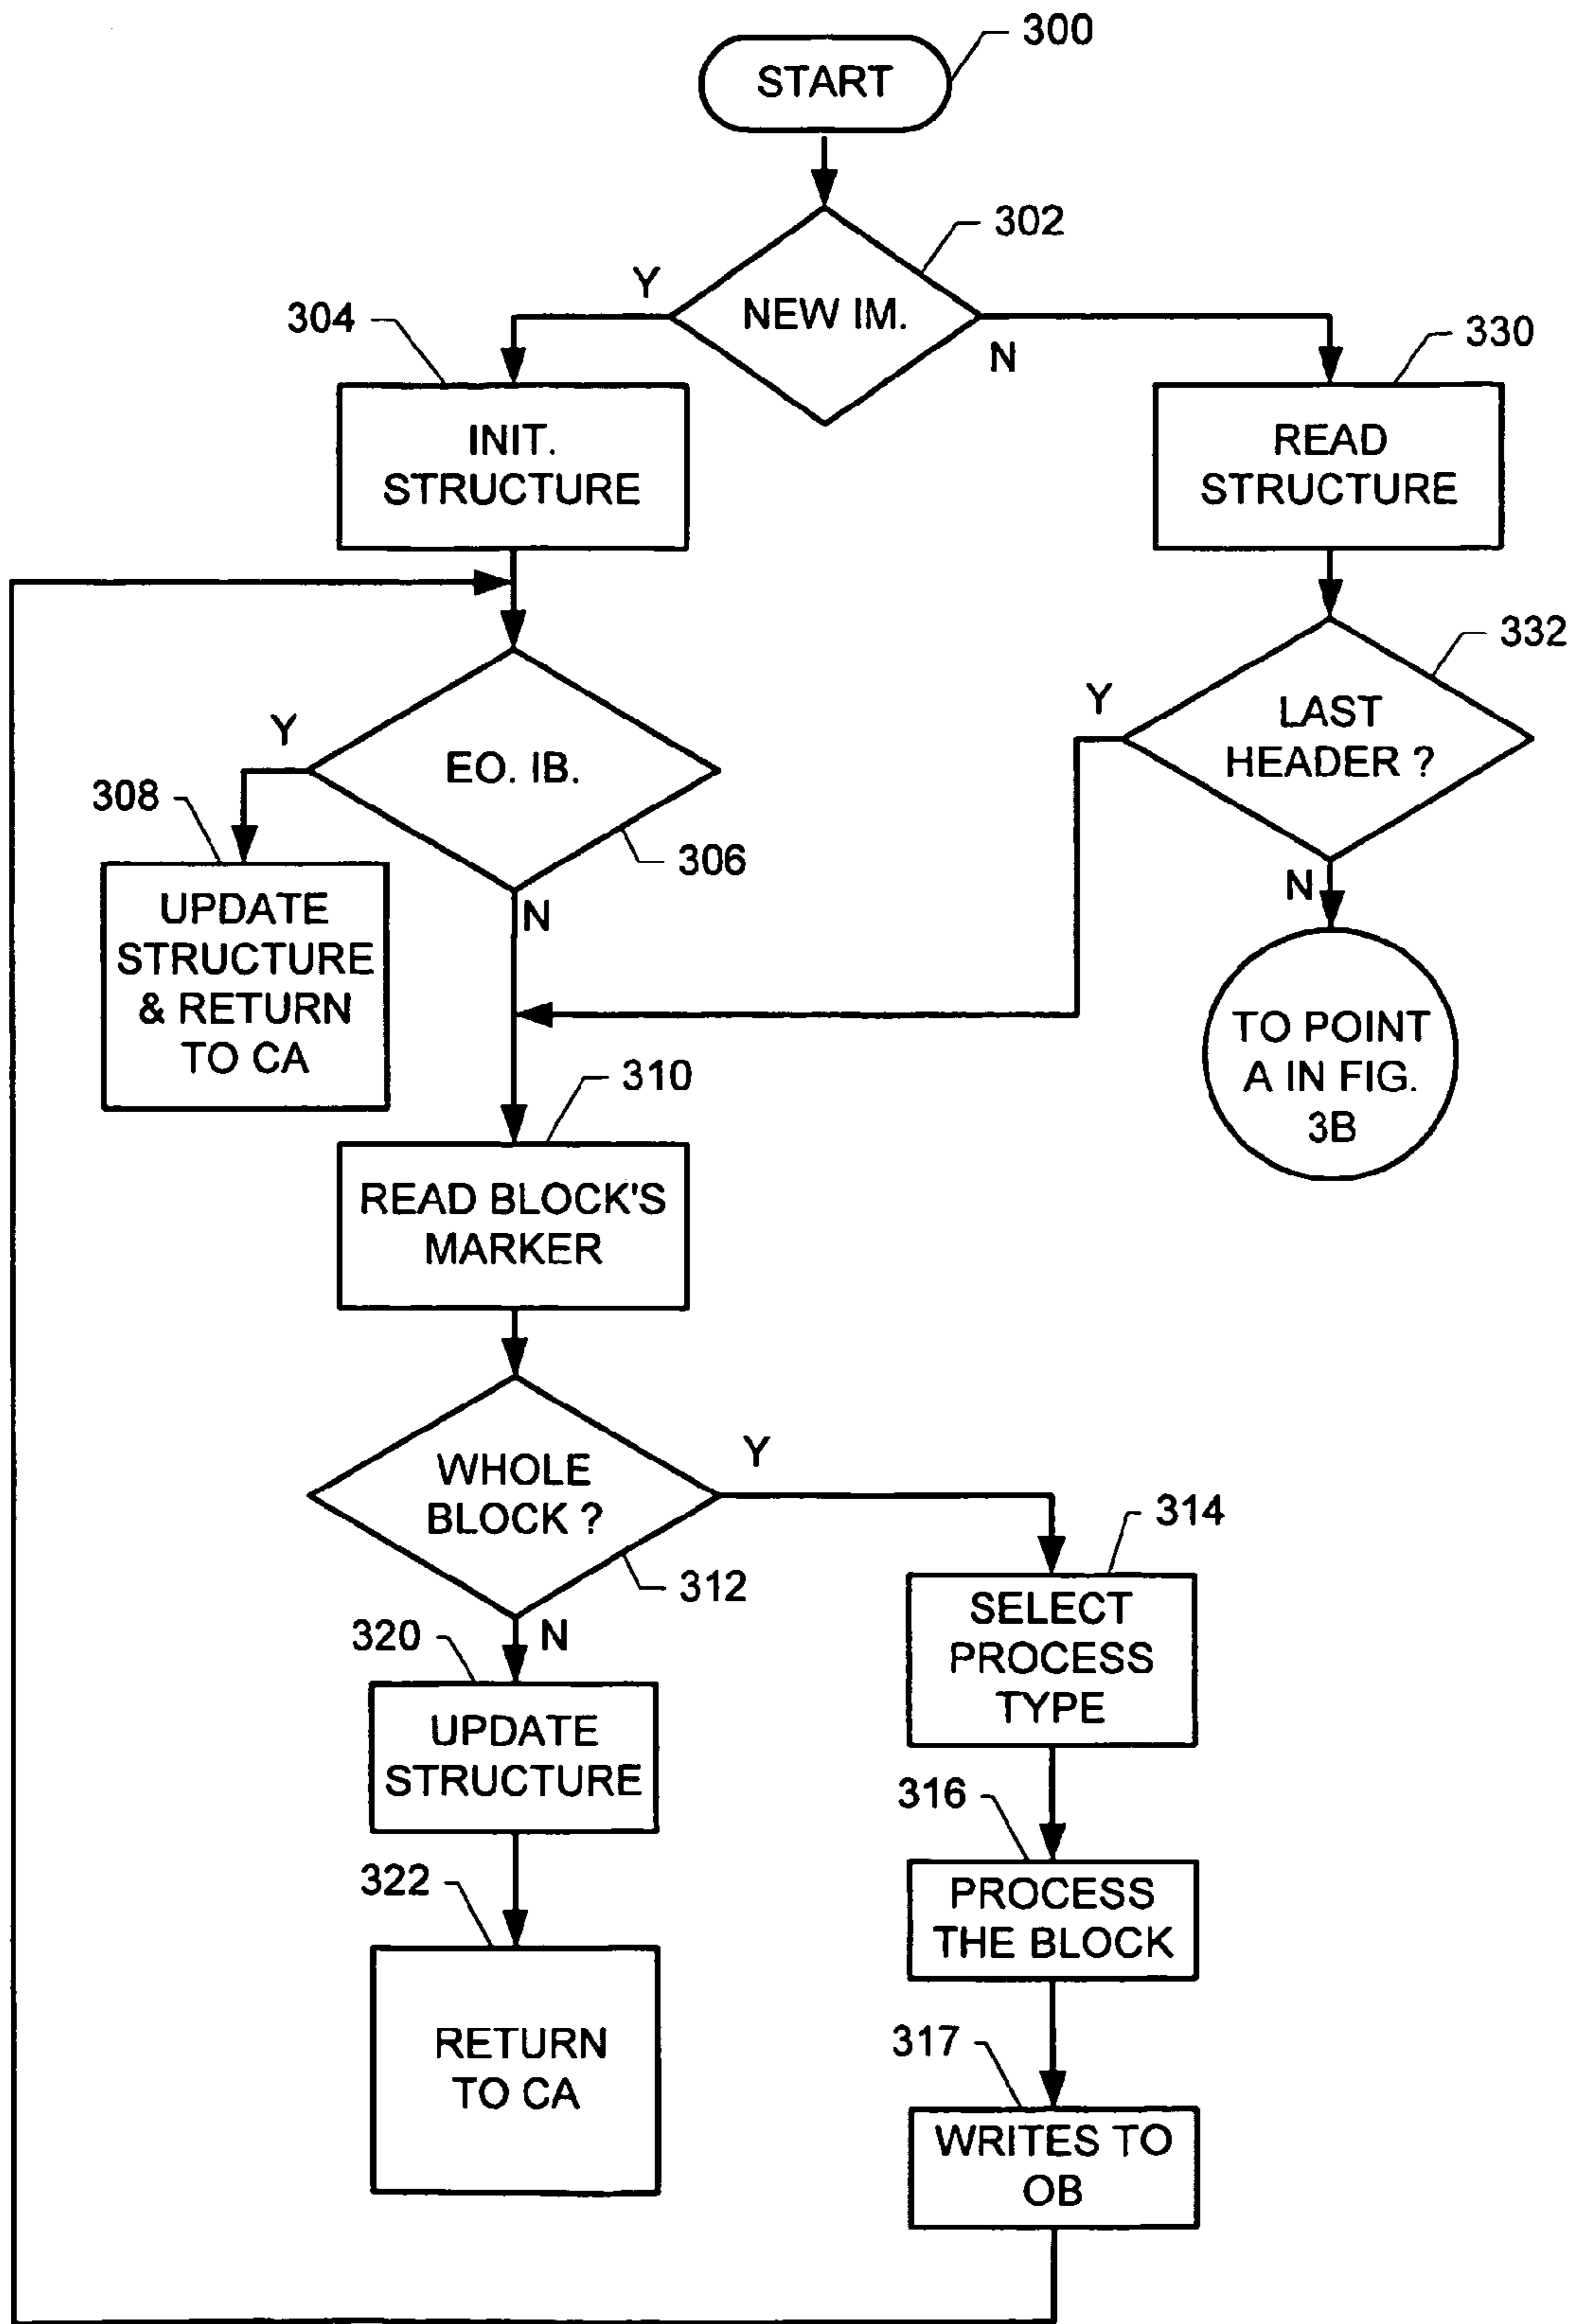 300
START
302
Y
NEW IM.
N
304
330
INIT.
STRUCTURE
READ
STRUCTURE
332
Y
LAST
HEADER ?
Y
EO. IB.
308
306
N
N
UPDATE
STRUCTURE
& RETURN
TO CA
TO POINT
A IN FIG.
3B
310
READ BLOCK'S
MARKER
Y
WHOLE
BLOCK ?
314
312
SELECT
PROCESS
TYPE
N
320
UPDATE
STRUCTURE
316
PROCESS
THE BLOCK
322
RETURN
TO CA
317
WRITES TO
OB